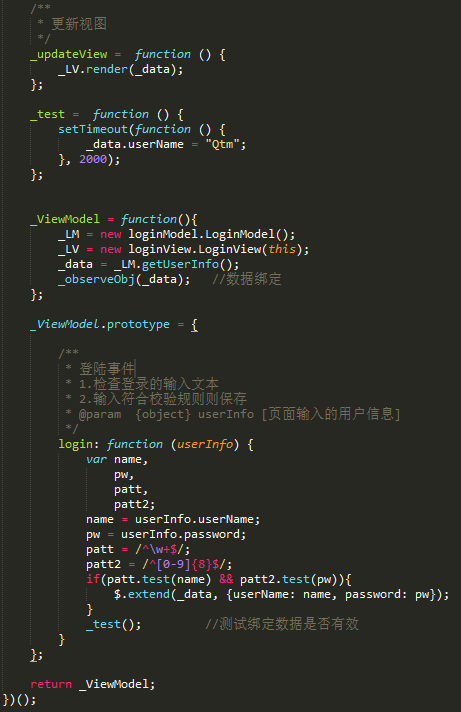 /**
 * 更新视图
 */
_updateView =  function () {
    _LV.render(_data);
};

_test =  function () {
    setTimeout(function () {
        _data.userName = "Qtm";
    }, 2000);
};


_ViewModel = function(){
    _LM = new loginModel.LoginModel();
    _LV = new loginView.LoginView(this);
    _data = _LM.getUserInfo();
    _observeObj(_data);   //数据绑定
};

_ViewModel.prototype = {

    /**
     * 登陆事件
     * 1.检查登录的输入文本
     * 2.输入符合校验规则则保存
     * @param  {object} userInfo [页面输入的用户信息]
     */
    login: function (userInfo) {
        var name,
            pw,
            patt,
            patt2;
        name = userInfo.userName;
        pw = userInfo.password;
        patt = /^\w+$/;
        patt2 = /^[0-9]{8}$/;
        if(patt.test(name) && patt2.test(pw)){
            $.extend(_data, {userName: name, password: pw});
        }
        _test();         //测试绑定数据是否有效
    }
};

return _ViewModel;
})();